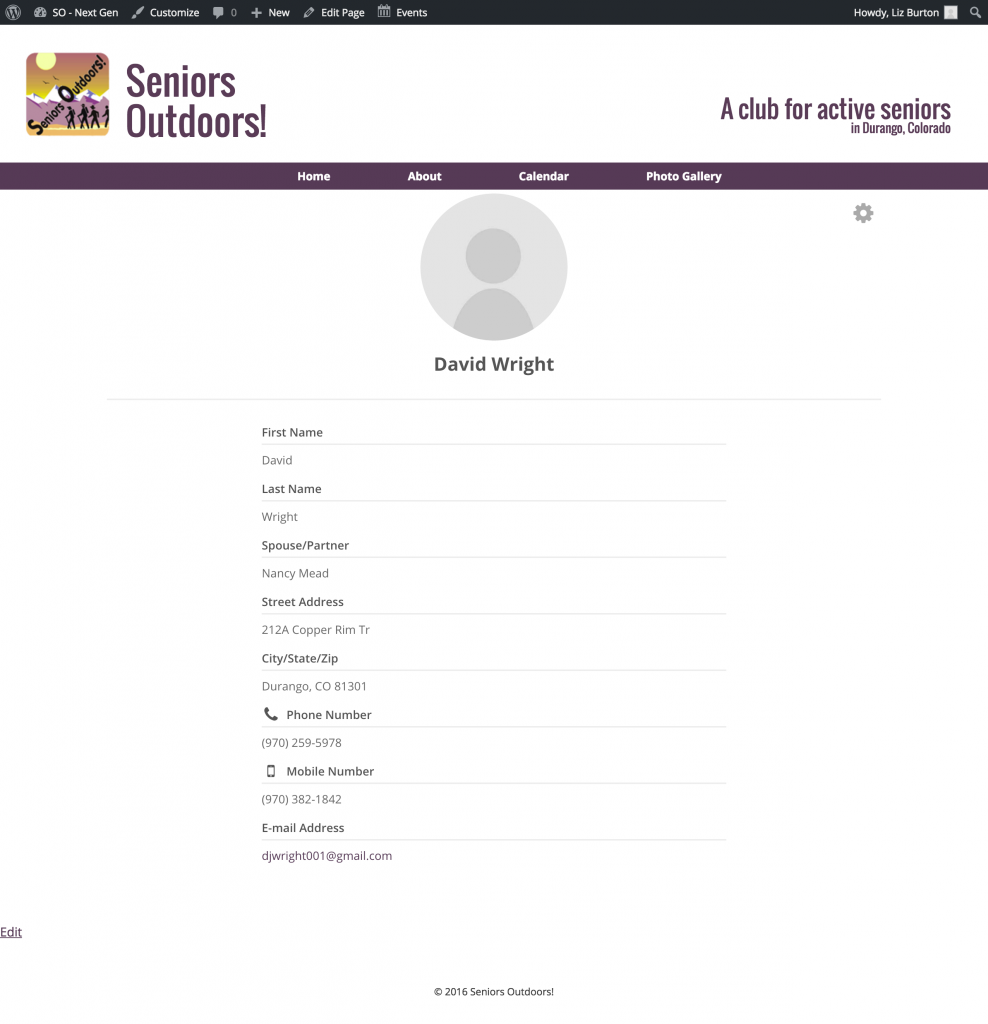 SO - Next Gen Customize 0 New Edit Page Events Howdy, Liz Burton
Seniors Outdoors!
Seniors
Outdoors!
A club for active seniors
in Durango, Colorado
Home About Calendar Photo Gallery
David Wright
First Name
David
Last Name
Wright
Spouse/Partner
Nancy Mead
Street Address
212A Copper Rim Tr
City/State/Zip
Durango, CO 81301
Phone Number
(970) 259-5978
Mobile Number
(970) 382-1842
E-mail Address
djwright001@gmail.com
Edit
© 2016 Seniors Outdoors!